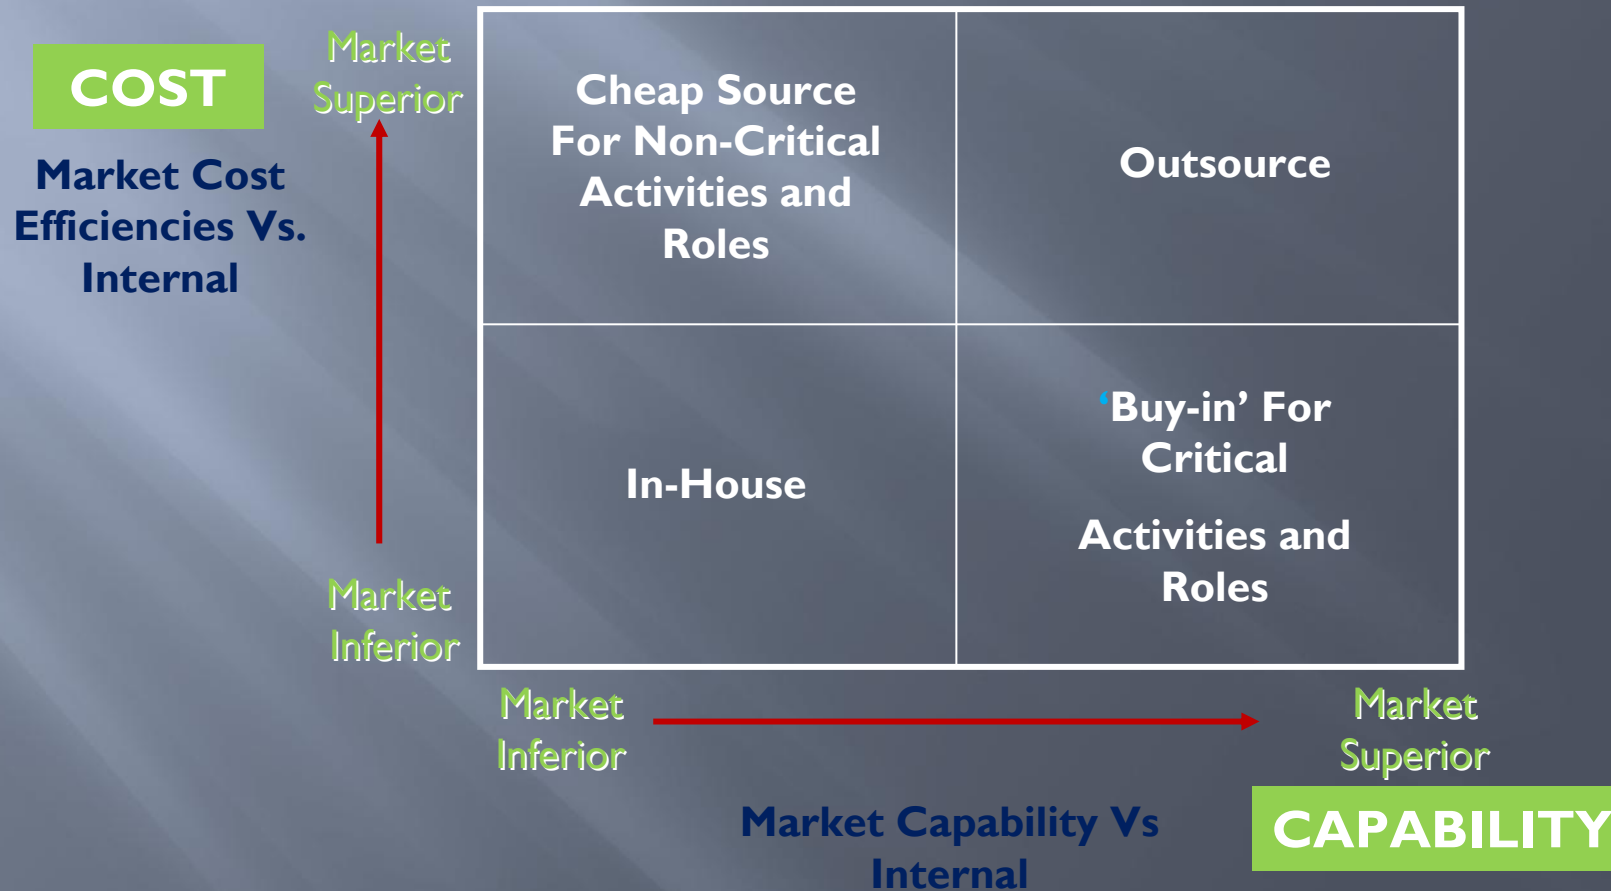 COST
Market Cost
Efficiencies Vs.
Internal
Market
Superior
Market
Inferior
Cheap Source
For Non-Critical
Activities and
Roles
Outsource
In-House
‘Buy-in’ For
Critical
Activities and
Roles
Market
Inferior
Market
Superior
Market Capability Vs
Internal
CAPABILITY